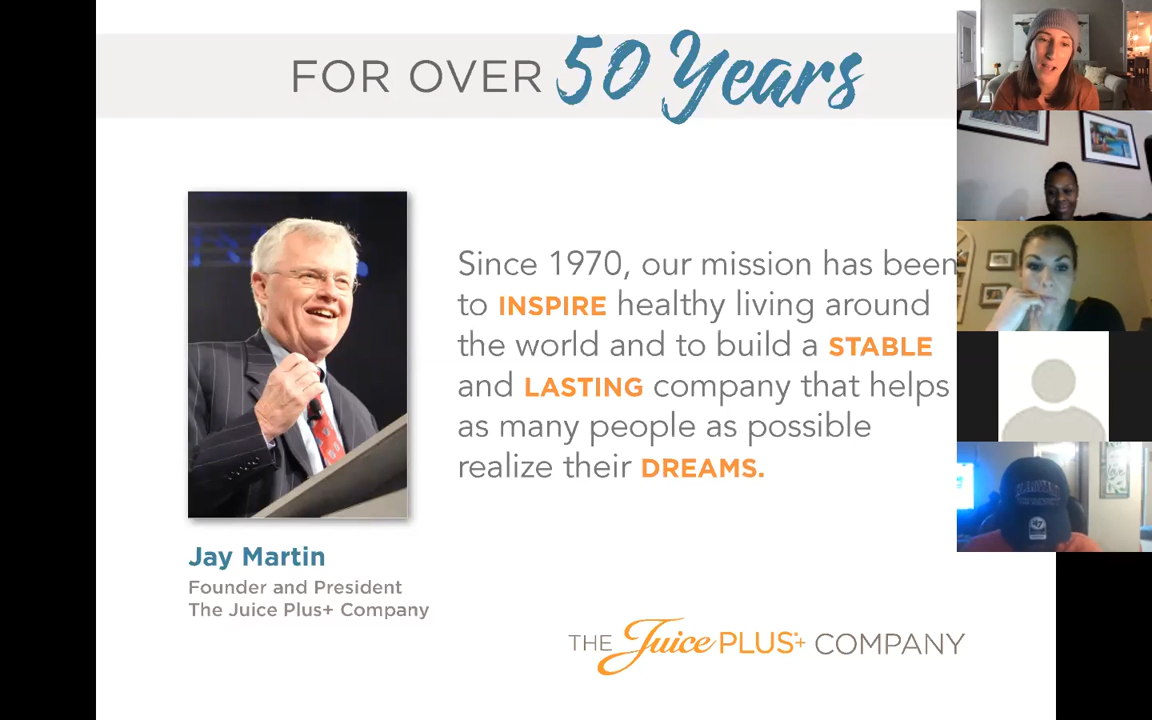 FOR OVER 50 Years
Since 1970, our mission has been
to INSPIRE healthy living around
the world and to build a STABLE
and LASTING company that helps
as many people as possible
realize their DREAMS.
Jay Martin
Founder and President
The Juice Plus+ Company
THE Juice PLUS+ COMPANY
'47